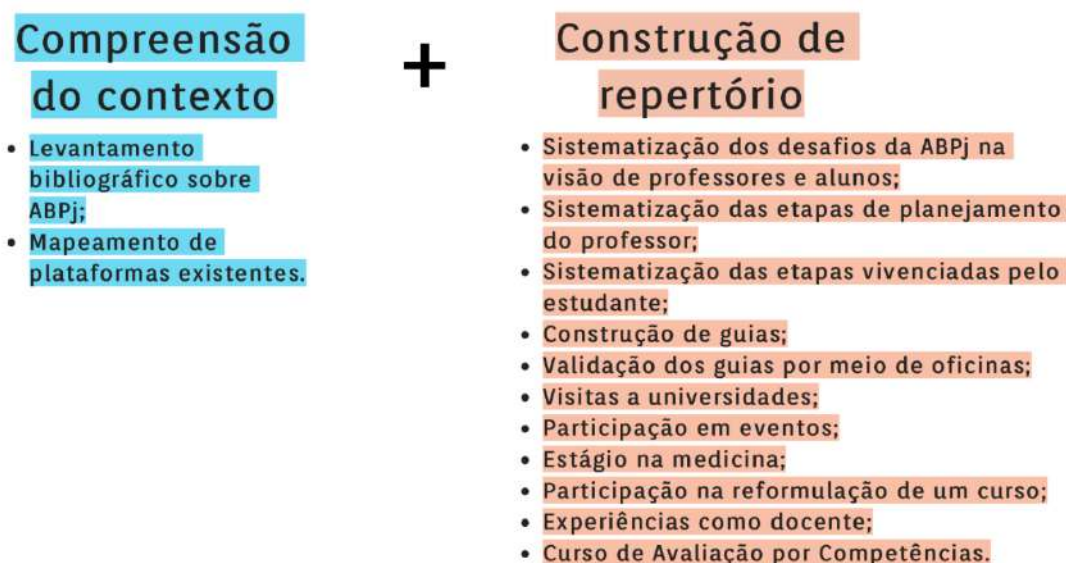 Compreensão
do contexto
• Levantamento
bibliográfico sobre
ABPj;
• Mapeamento de
plataformas existentes.
+
Construção de
repertório
• Sistematização dos desafios da ABPj na
visão de professores e alunos;
• Sistematização das etapas de planejamento
do professor;
• Sistematização das etapas vivenciadas pelo
estudante;
• Construção de guias;
• Validação dos guias por meio de oficinas;
• Visitas a universidades;
• Participação em eventos;
• Estágio na medicina;
• Participação na reformulação de um curso;
• Experiências como docente;
• Curso de Avaliação por Competências.